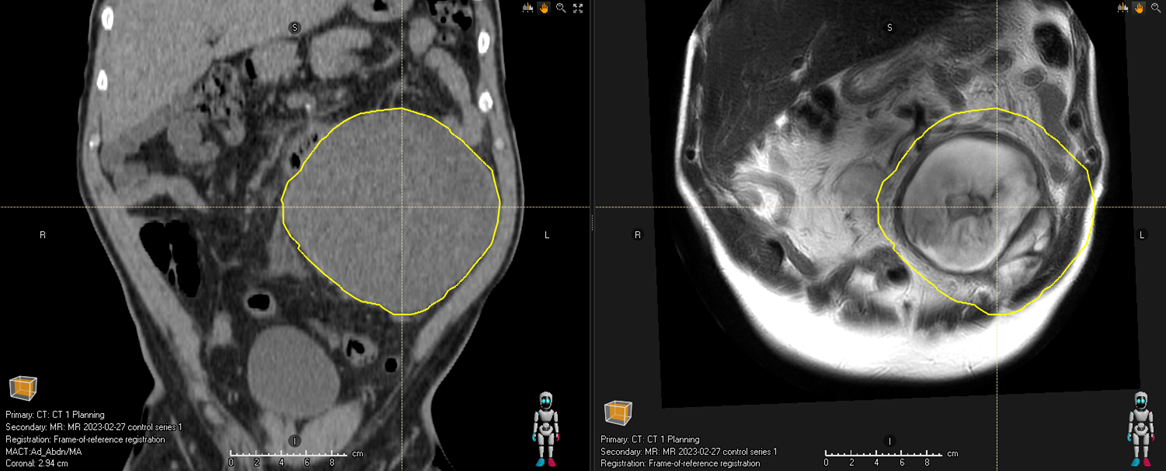 S
S
R
L
R
L
Primary: CT: CT 1 Planning
Secondary: MR: MR 2023-02-27 control series 1
Registration: Frame-of-reference registration
MACT:Ad_Abdn/MA
Coronal: 2.94 cm
I
cm
0 2 4 6 8
Primary: CT: CT 1 Planning
Secondary: MR: MR 2023-02-27 control series 1
Registration: Frame-of-reference registration
I
cm
0 2 4 6 8